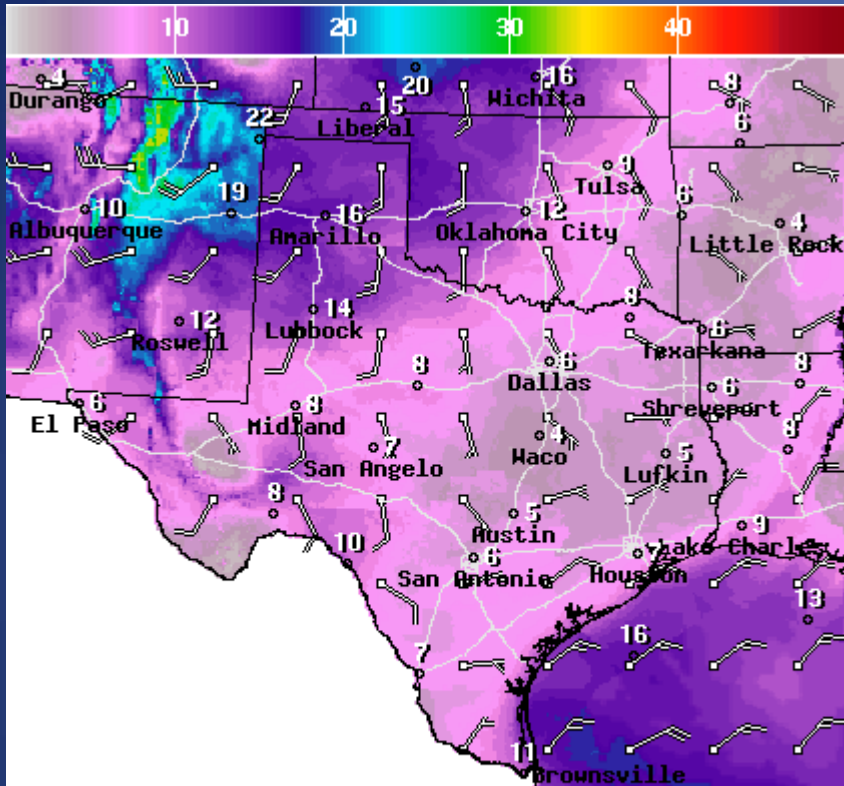 10 20 30 40
4 20 16 8
Durango 15 Wichita
22 Liberal 6
9
Tulsa
10 19 16 12 6 4
Albuquerque Amarillo Oklahoma City Little Rock
12 14 8
Roswell Lubbock 6
8 6 Texarkana
Dallas 6 8
6 8 Shreveport
El Paso Midland 4 8
7 Waco 5
San Angelo Lufkin
8 5 9
Austin
10 6 7 Lake Charles
San Antonio Houston
13
16
7
11
Brownsville